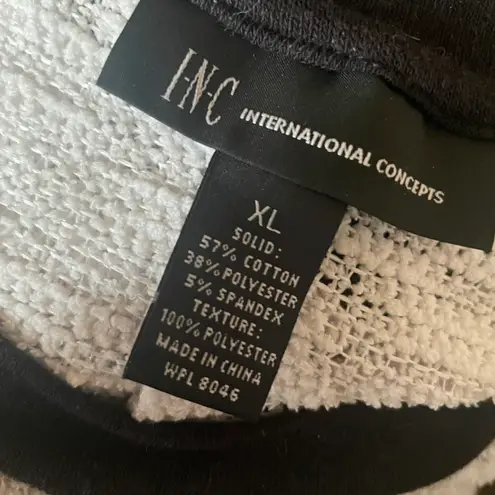 I·N·C
INTERNATIONAL CONCEPTS
XL
SOLID:
57% COTTON
38% POLYESTER
5% SPANDEX
TEXTURE:
100% POLYESTER
MADE IN CHINA
WPL 8046